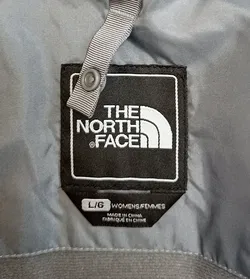 THE
NORTH
FACE
L/G WOMENS/FEMMES
MADE IN CHINA
FABRIQUÉ EN CHINE